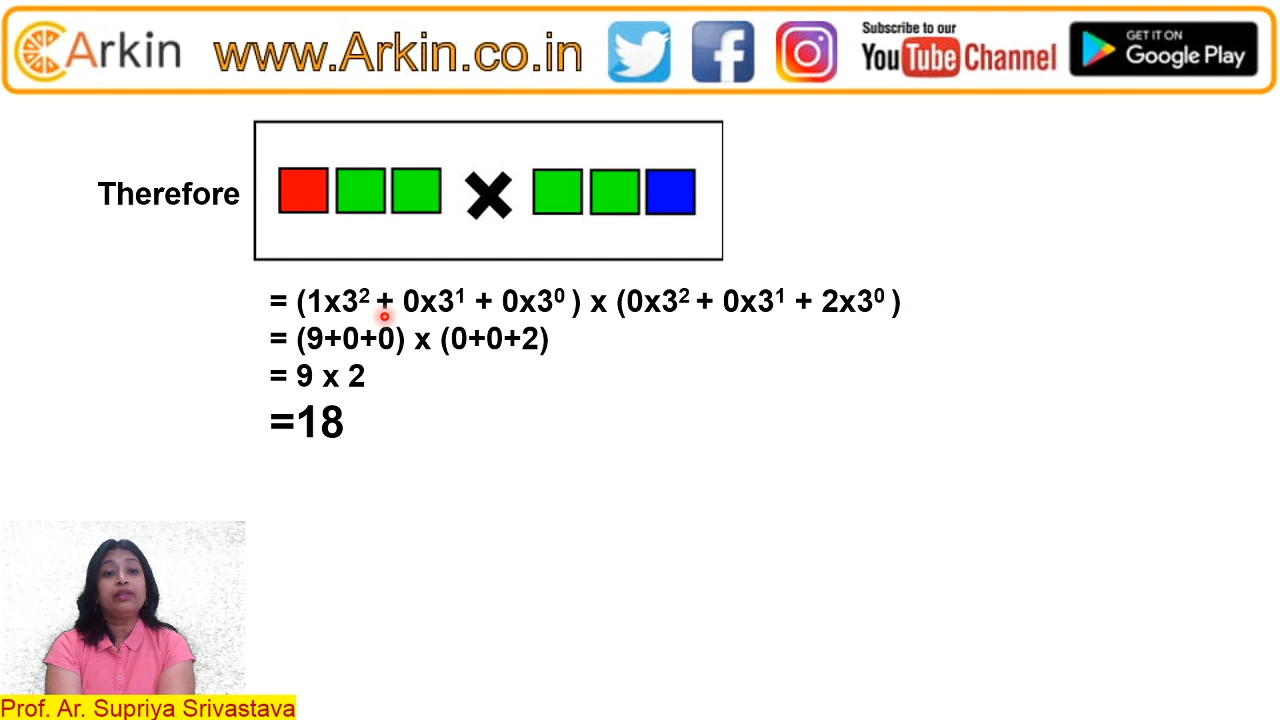 Arkin
www.Arkin.co.in
Subscribe to our
YouTube Channel
GET IT ON
Google Play
Therefore
= (1x3² + 0x3¹ + 0x3⁰ ) x (0x3² + 0x3¹ + 2x3⁰ )
= (9+0+0) x (0+0+2)
= 9 x 2
=18
Prof. Ar. Supriya Srivastava